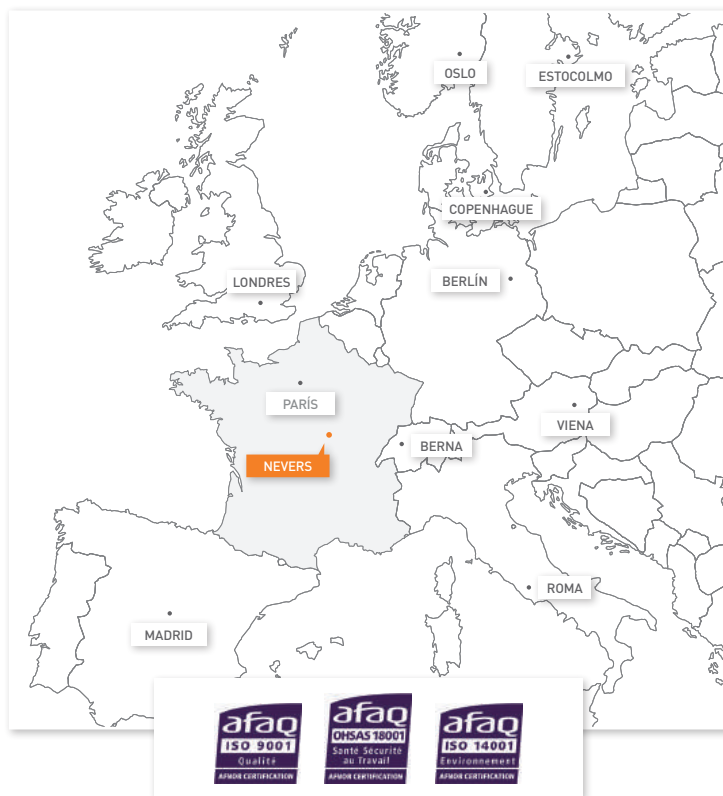 OSLO
ESTOCOLMO
COPENHAGUE
LONDRES
BERLÍN
PARÍS
VIENA
BERNA
NEVERS
ROMA
MADRID
afaq
ISO 9001
Qualité
AFNOR CERTIFICATION
afaq
OHSAS 18001
Santé Sécurité
au Travail
AFNOR CERTIFICATION
afaq
ISO 14001
Environnement
AFNOR CERTIFICATION